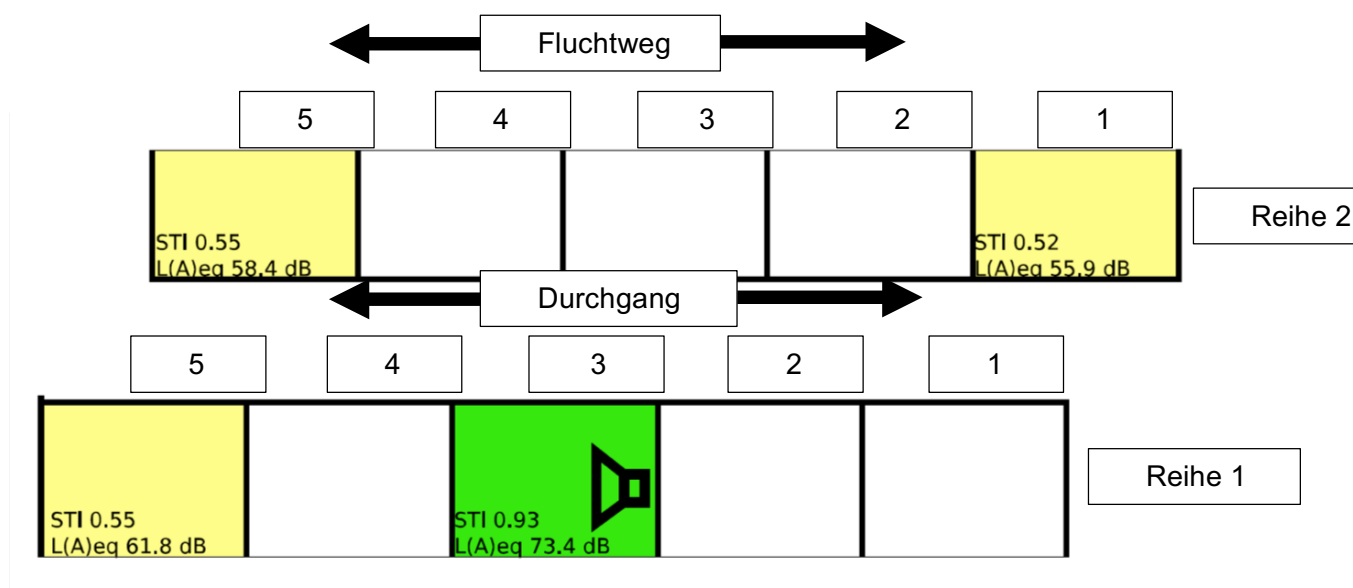 Fluchtweg
5
4
3
2
1
STI 0.55
L(A)eq 58.4 dB
STI 0.52
L(A)eq 55.9 dB
Reihe 2
Durchgang
5
4
3
2
1
STI 0.55
L(A)eq 61.8 dB
STI 0.93
L(A)eq 73.4 dB
Reihe 1